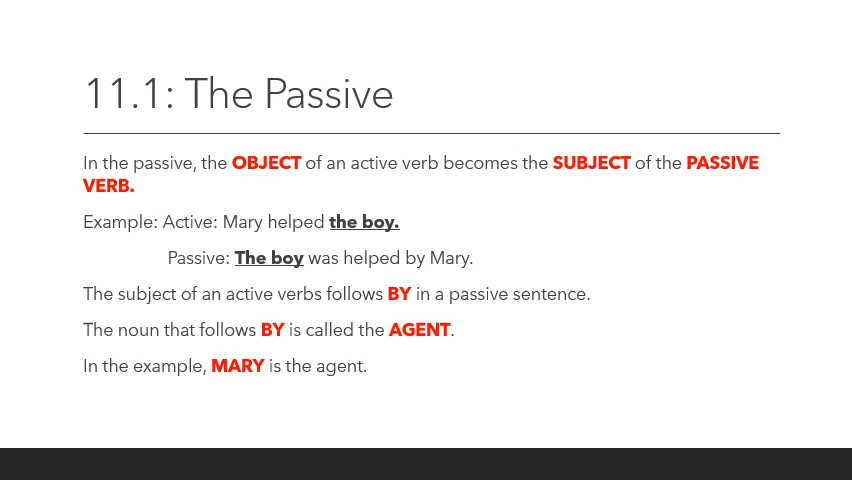 11.1: The Passive
In the passive, the OBJECT of an active verb becomes the SUBJECT of the PASSIVE
VERB.
Example: Active: Mary helped the boy.
Passive: The boy was helped by Mary.
The subject of an active verbs follows BY in a passive sentence.
The noun that follows BY is called the AGENT.
In the example, MARY is the agent.